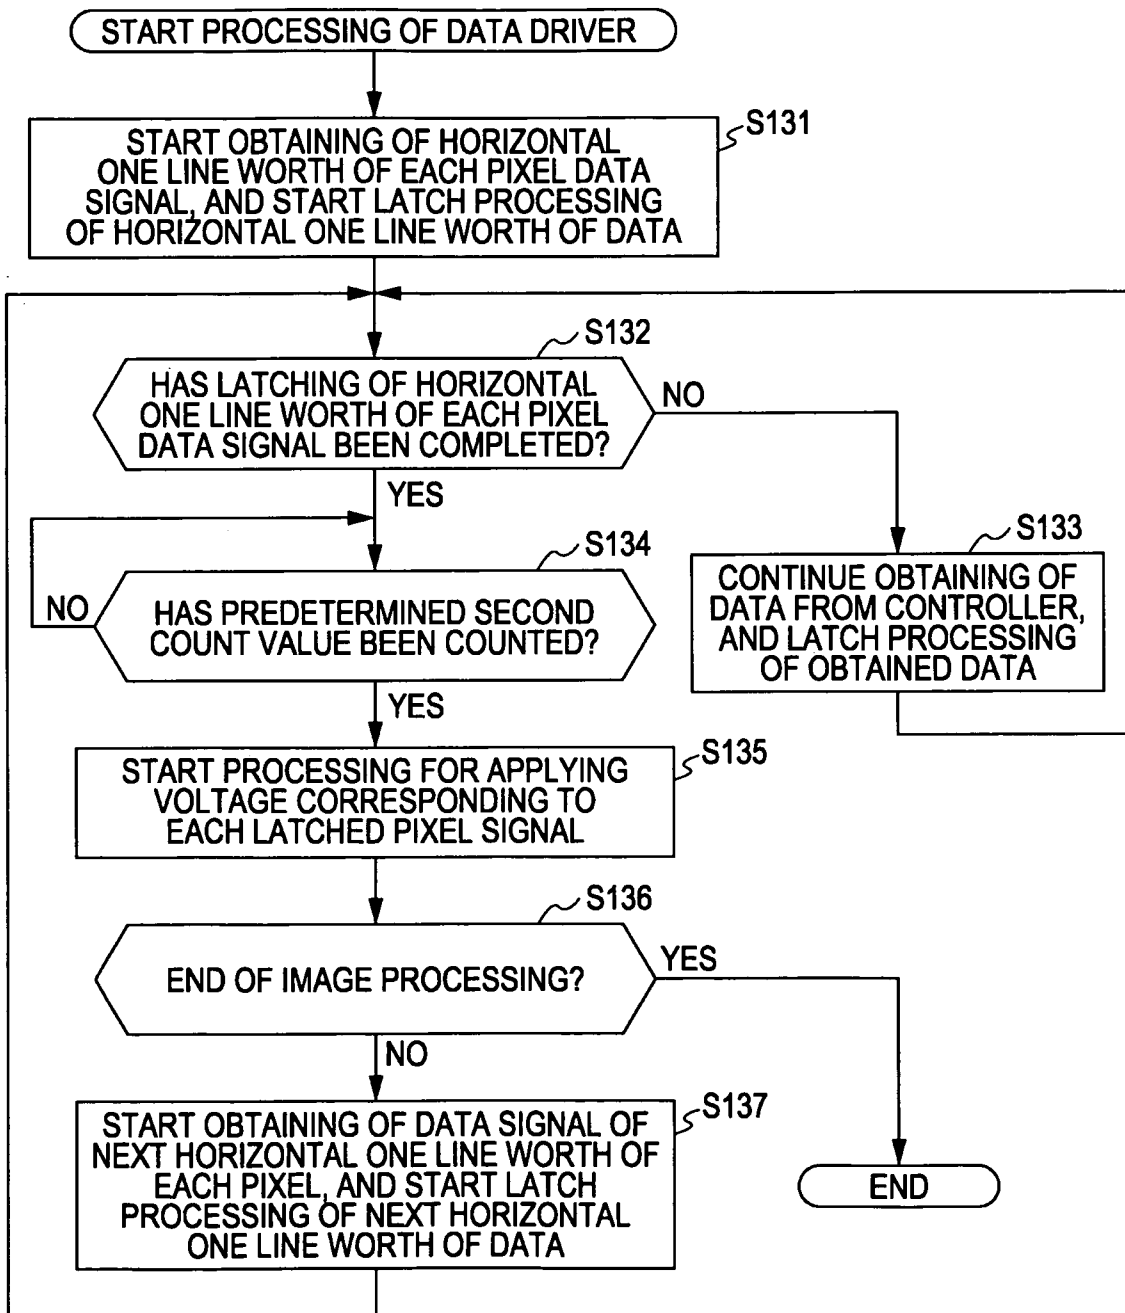 START PROCESSING OF DATA DRIVER
S131
START OBTAINING OF HORIZONTAL
ONE LINE WORTH OF EACH PIXEL DATA
SIGNAL, AND START LATCH PROCESSING
OF HORIZONTAL ONE LINE WORTH OF DATA
S132
HAS LATCHING OF HORIZONTAL
ONE LINE WORTH OF EACH PIXEL
DATA SIGNAL BEEN COMPLETED?
NO
YES
S133
CONTINUE OBTAINING OF
DATA FROM CONTROLLER,
AND LATCH PROCESSING
OF OBTAINED DATA
S134
NO
HAS PREDETERMINED SECOND
COUNT VALUE BEEN COUNTED?
YES
S135
START PROCESSING FOR APPLYING
VOLTAGE CORRESPONDING TO
EACH LATCHED PIXEL SIGNAL
S136
END OF IMAGE PROCESSING?
YES
NO
S137
START OBTAINING OF DATA SIGNAL OF
NEXT HORIZONTAL ONE LINE WORTH OF
EACH PIXEL, AND START LATCH
PROCESSING OF NEXT HORIZONTAL
ONE LINE WORTH OF DATA
END